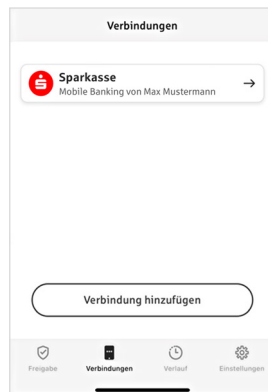 Verbindungen
Sparkasse
Mobile Banking von Max Mustermann
Verbindung hinzufügen
Freigabe Verbindungen Verlauf Einstellungen